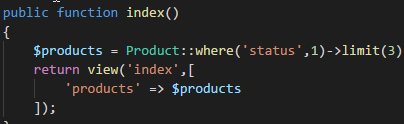 public function index()
{
    $products = Product::where('status',1)->limit(3)
    return view('index',[
        'products' => $products
    ]);